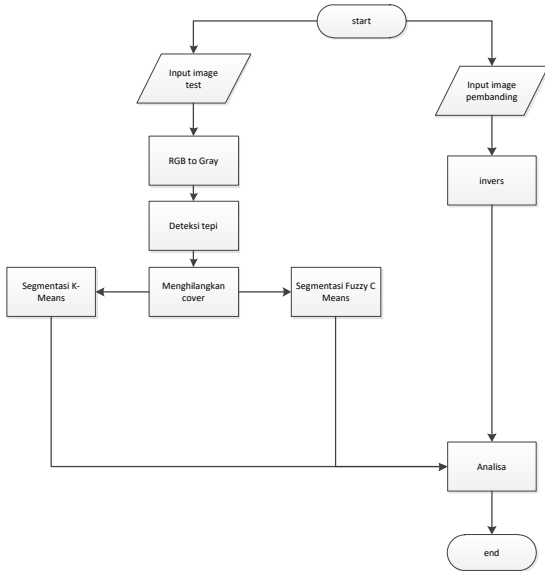 start
Input image
test
Input image
pembanding
RGB to Gray
invers
Deteksi tepi
Segmentasi K-
Means
Menghilangkan
cover
Segmentasi Fuzzy C
Means
Analisa
end